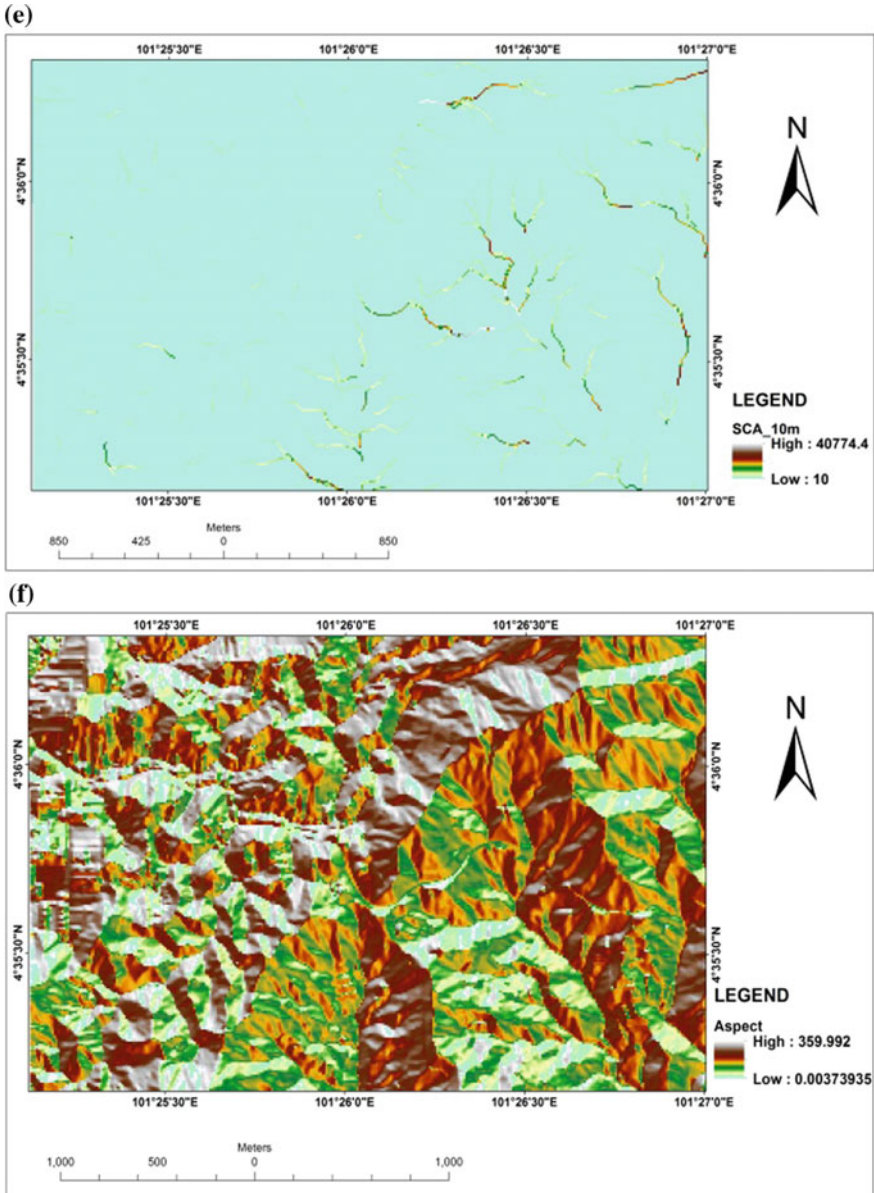 (e)
101°25'30"E 101°26'0"E 101°26'30"E 101°27'0"E
N
4°36'0"N 4°36'0"N
4°35'30"N 4°35'30"N
LEGEND
SCA_10m
High : 40774.4
Low : 10
101°25'30"E 101°26'0"E 101°26'30"E 101°27'0"E
Meters
850 425 0 850
(f)
101°25'30"E 101°26'0"E 101°26'30"E 101°27'0"E
N
4°36'0"N 4°36'0"N
4°35'30"N 4°35'30"N
LEGEND
Aspect
High : 359.992
Low : 0.00373935
101°25'30"E 101°26'0"E 101°26'30"E 101°27'0"E
Meters
1,000 500 0 1,000